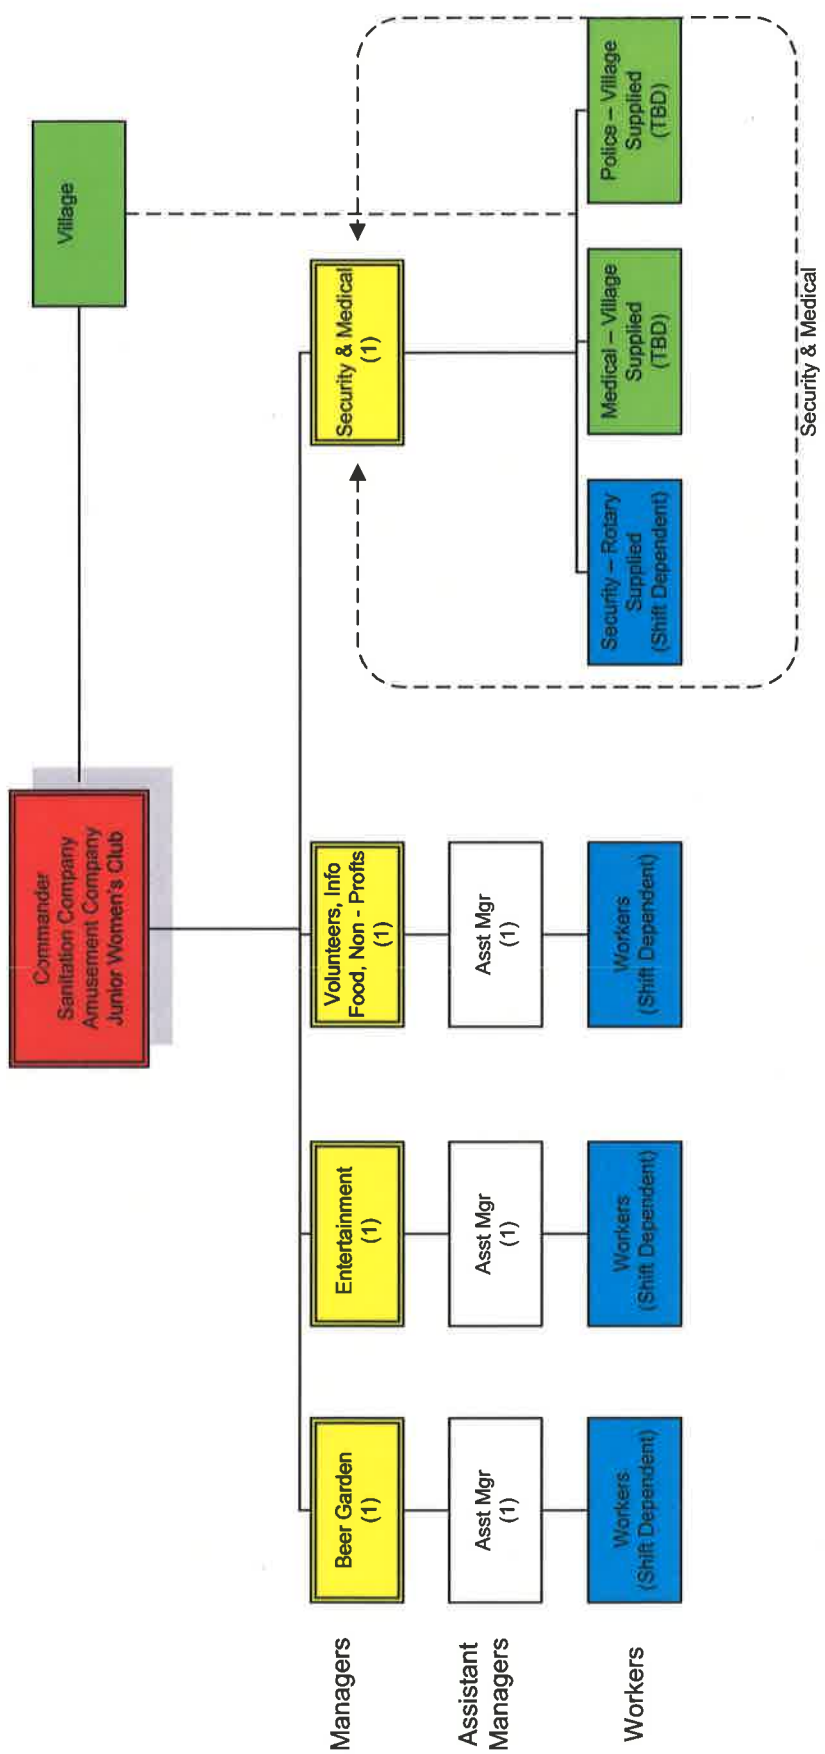 Commander
Sanitation Company
Amusement Company
Junior Women's Club
Village
Managers
Beer Garden
(1)
Entertainment
(1)
Volunteers, Info
Food, Non - Profts
(1)
Security & Medical
(1)
Assistant
Managers
Asst Mgr
(1)
Asst Mgr
(1)
Asst Mgr
(1)
Workers
Workers
(Shift Dependent)
Workers
(Shift Dependent)
Workers
(Shift Dependent)
Security – Rotary
Supplied
(Shift Dependent)
Medical – Village
Supplied
(TBD)
Police – Village
Supplied
(TBD)
Security & Medical